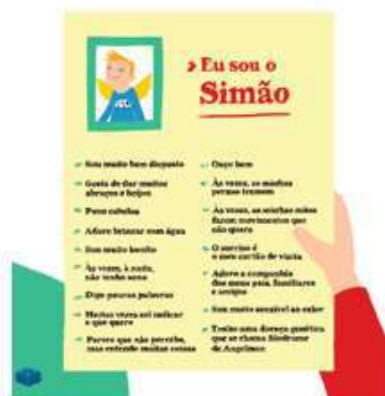 Eu sou o
Simão
Sou muito bem disposto
Gosto de dar muitos
abraços e beijos
Puxo cabelos
Adoro brincar com água
Sou muito bonito
Às vezes, à noite,
não tenho sono
Digo poucas palavras
Muitas vezes sei indicar
o que quero
Parece que não percebo,
mas entendo muitas coisas
Ouço bem
Às vezes, as minhas
pernas tremem
Às vezes, as minhas mãos
fazem movimentos que
não quero
O sorriso é
o meu cartão de visita
Adoro a companhia
dos meus pais, familiares
e amigos
Sou muito sensível ao calor
Tenho uma doença genética
que se chama Síndrome
de Angelman